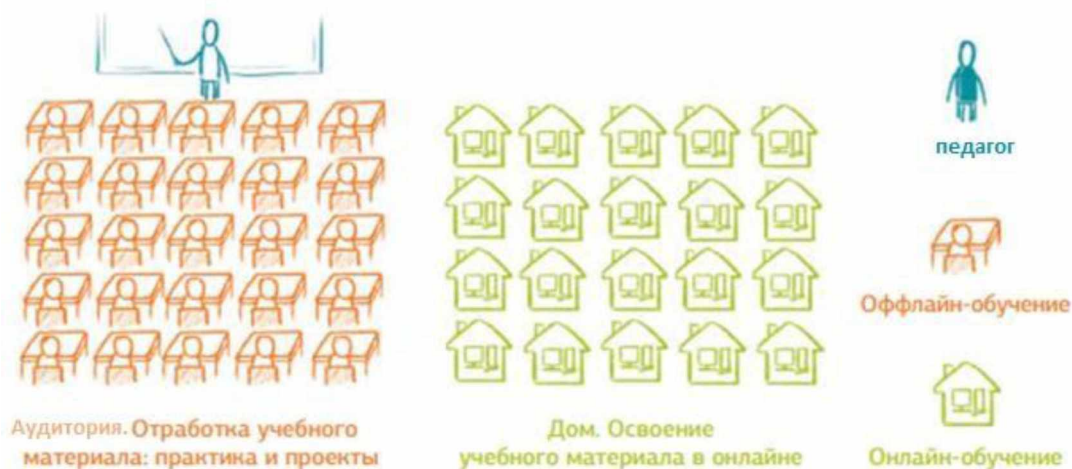 педагог
Оффлайн-обучение
Аудитория. Отработка учебного
материала: практика и проекты
Дом. Освоение
учебного материала в онлайне
Онлайн-обучение